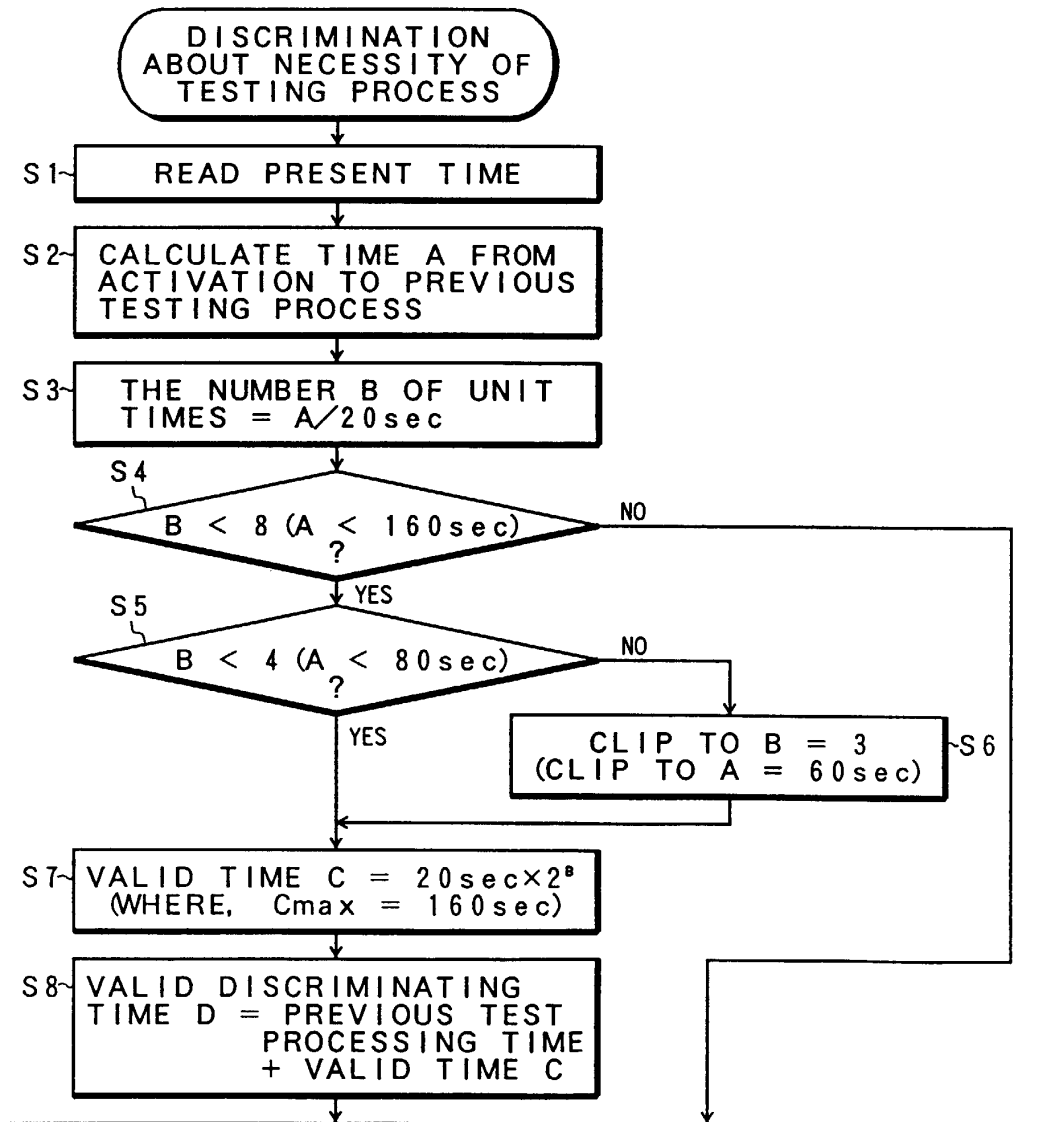 DISCRIMINATION
ABOUT NECESSITY OF
TESTING PROCESS
S1
READ PRESENT TIME
S2
CALCULATE TIME A FROM
ACTIVATION TO PREVIOUS
TESTING PROCESS
S3
THE NUMBER B OF UNIT
TIMES = A/20sec
S4
B < 8 (A < 160sec)
?
NO
YES
S5
B < 4 (A < 80sec)
?
NO
YES
CLIP TO B = 3
(CLIP TO A = 60sec)
S6
S7
VALID TIME C = 20sec×2ᴮ
(WHERE, Cmax = 160sec)
S8
VALID DISCRIMINATING
TIME D = PREVIOUS TEST
PROCESSING TIME
+ VALID TIME C